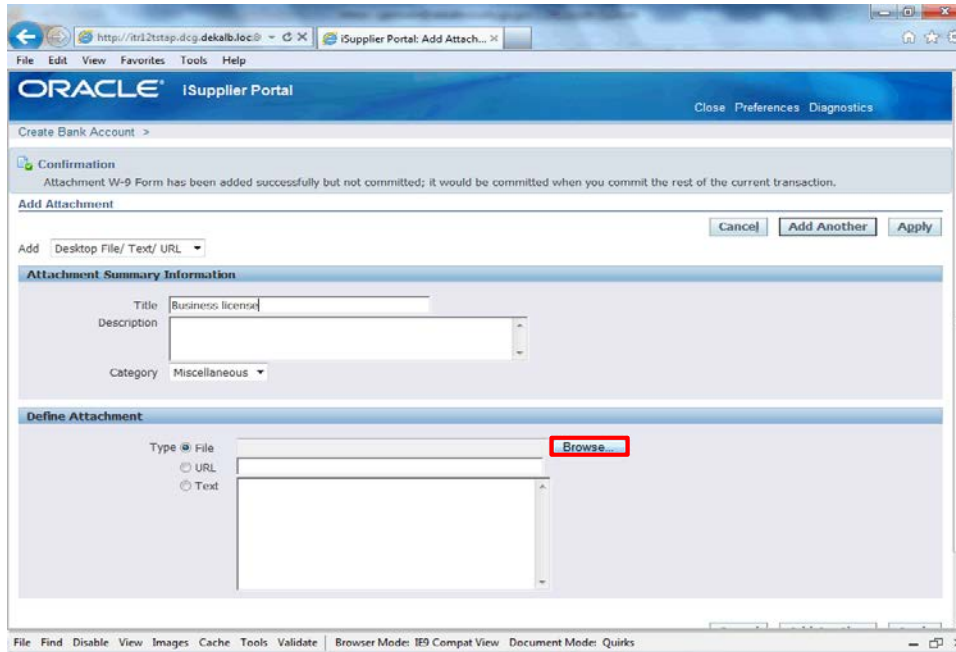 http://itr12tstap.dcg.dekalb.loc
iSupplier Portal: Add Attach...
File Edit View Favorites Tools Help
ORACLE iSupplier Portal
Close Preferences Diagnostics
Create Bank Account >
Confirmation
Attachment W-9 Form has been added successfully but not committed; it would be committed when you commit the rest of the current transaction.
Add Attachment
Cancel Add Another Apply
Add Desktop File/ Text/ URL
Attachment Summary Information
Title Business license
Description
Category Miscellaneous
Define Attachment
Type File Browse...
URL
Text
File Find Disable View Images Cache Tools Validate Browser Mode: IE9 Compat View Document Mode: Quirks